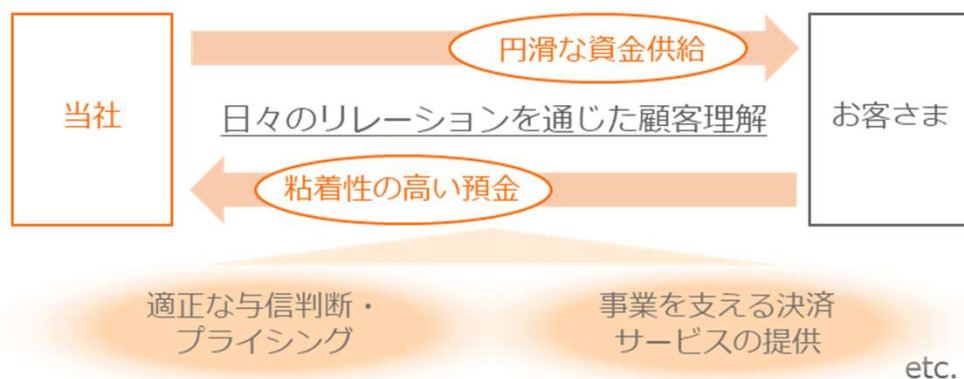 円滑な資金供給
当社
日々のリレーションを通じた顧客理解
お客さま
粘着性の高い預金
適正な与信判断・
プライシング
事業を支える決済
サービスの提供
etc.